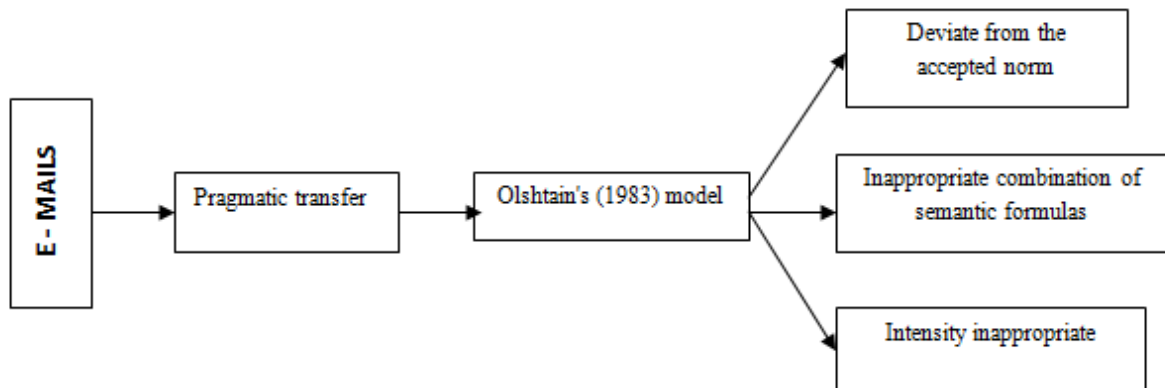 E - MAILS
Pragmatic transfer
Olshtain's (1983) model
Deviate from the
accepted norm
Inappropriate combination of
semantic formulas
Intensity inappropriate